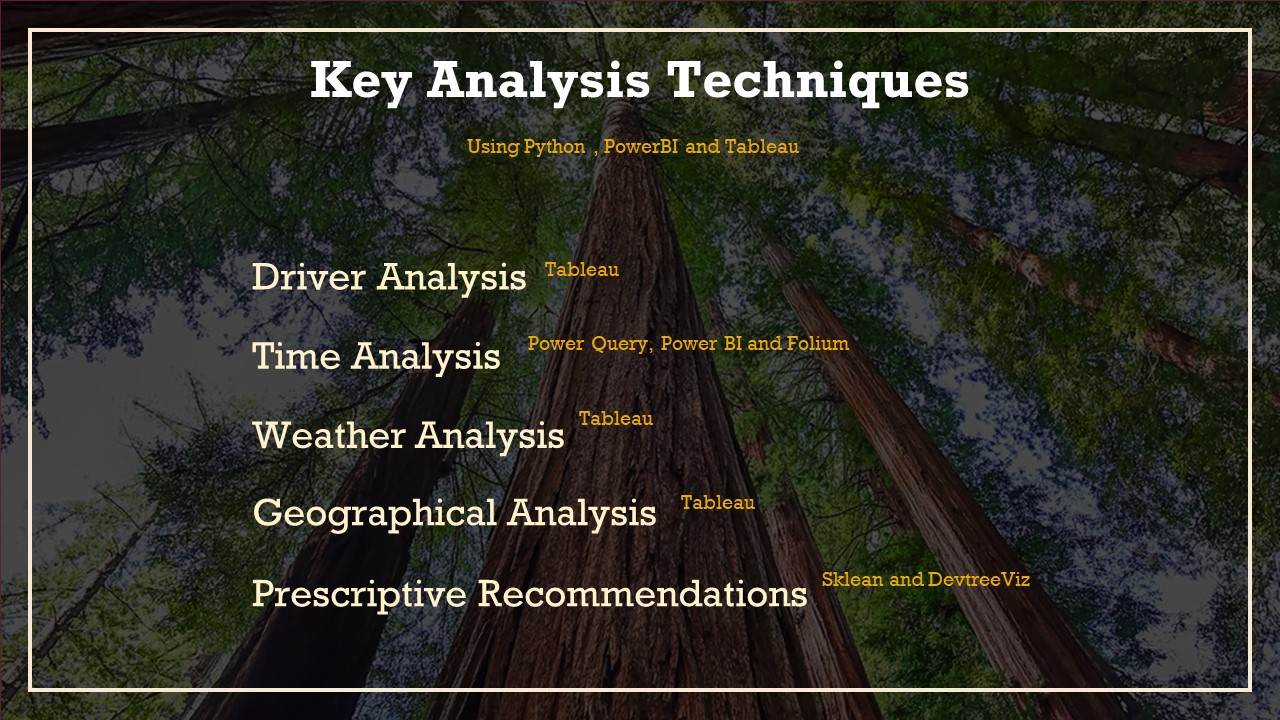 Key Analysis Techniques
Using Python , PowerBI and Tableau
Driver Analysis Tableau
Time Analysis Power Query, Power BI and Folium
Weather Analysis Tableau
Geographical Analysis Tableau
Prescriptive Recommendations Sklean and DevtreeViz